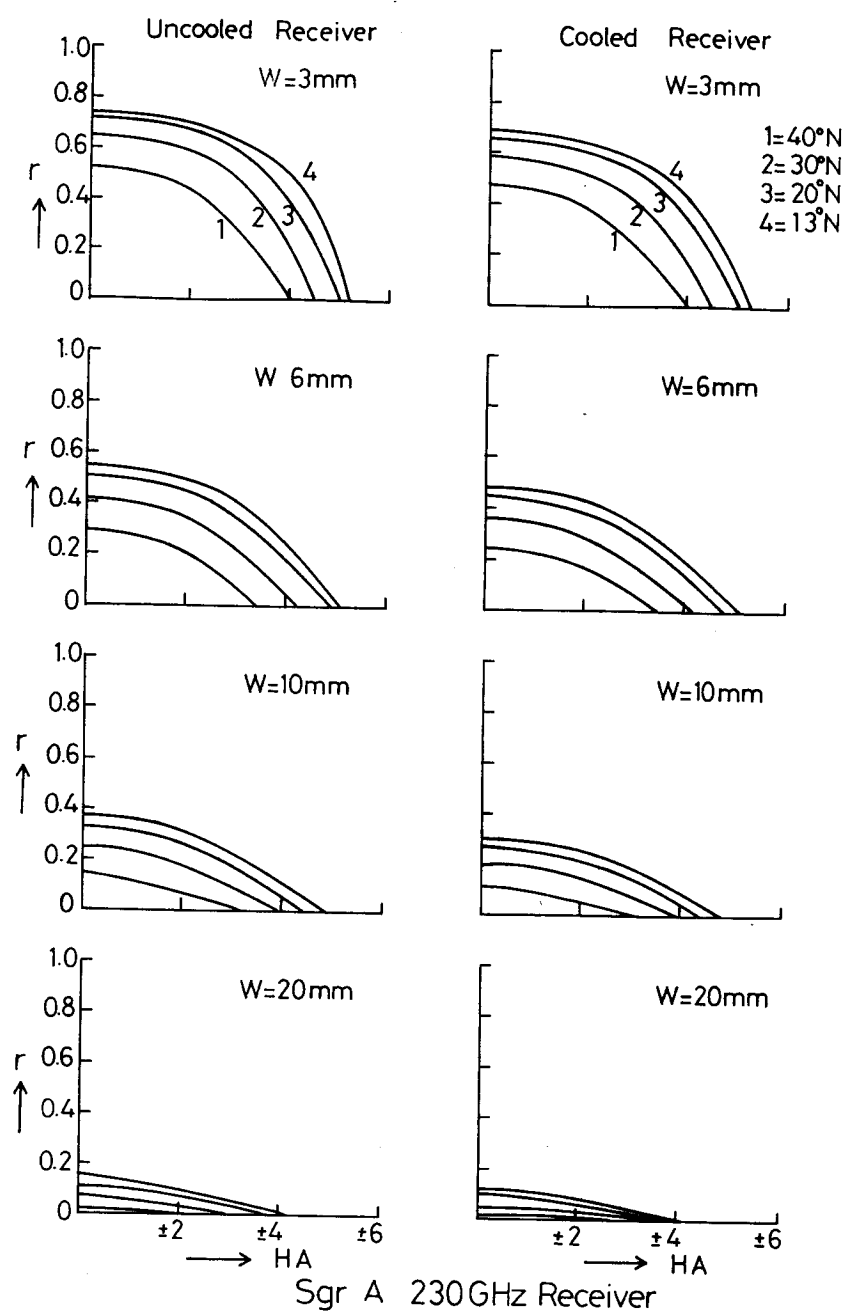 Uncooled Receiver
W=3mm
1.0
0.8
0.6
0.4
0.2
0
r
1
2
3
4
Cooled Receiver
W=3mm
1=40°N
2=30°N
3=20°N
4=13°N
1
2
3
4
W 6mm
1.0
0.8
0.6
0.4
0.2
0
r
W=6mm
W=10mm
1.0
0.8
0.6
0.4
0.2
0
r
W=10mm
W=20mm
1.0
0.8
0.6
0.4
0.2
0
r
±2
±4
±6
HA
W=20mm
±2
±4
±6
HA
Sgr A 230GHz Receiver